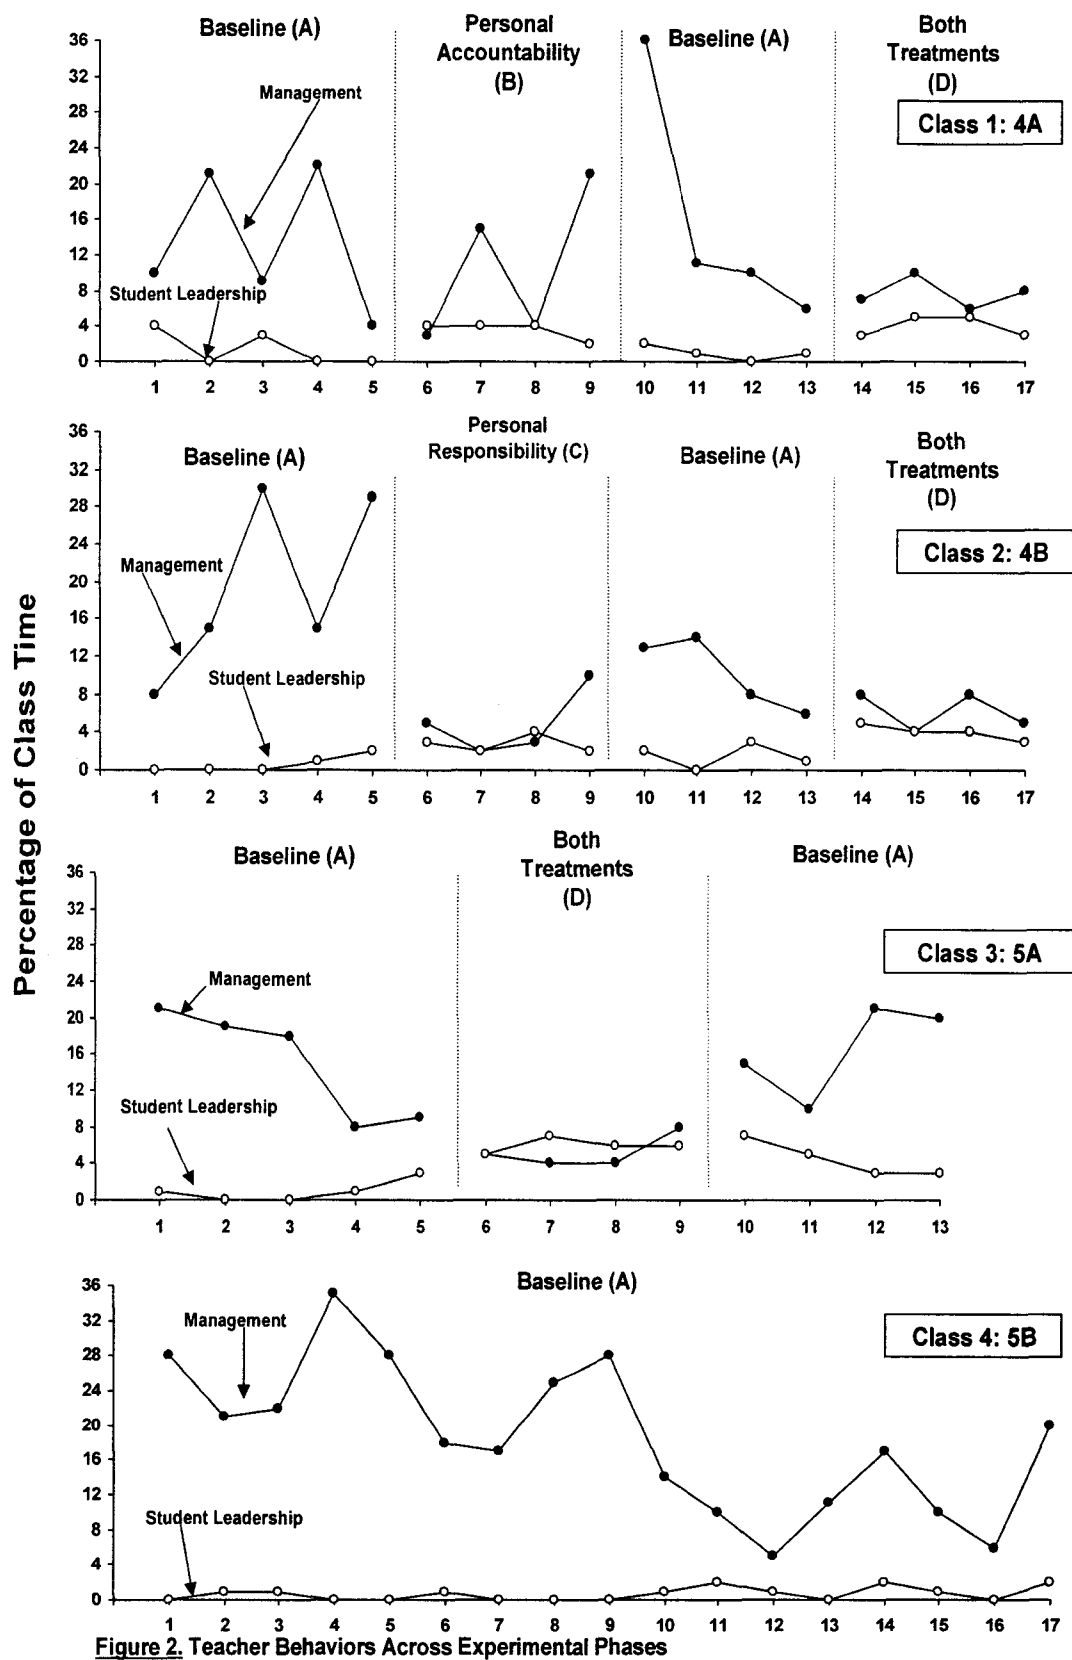 Percentage of Class Time
Baseline (A)
Personal
Accountability
(B)
Baseline (A)
Both
Treatments
(D)
Class 1: 4A
Management
Student Leadership
36
32
28
24
20
16
12
8
4
0
1 2 3 4 5 6 7 8 9 10 11 12 13 14 15 16 17
Baseline (A)
Personal
Responsibility (C)
Baseline (A)
Both
Treatments
(D)
Class 2: 4B
Management
Student Leadership
36
32
28
24
20
16
12
8
4
0
1 2 3 4 5 6 7 8 9 10 11 12 13 14 15 16 17
Baseline (A)
Both
Treatments
(D)
Baseline (A)
Class 3: 5A
Management
Student Leadership
36
32
28
24
20
16
12
8
4
0
1 2 3 4 5 6 7 8 9 10 11 12 13
Baseline (A)
Class 4: 5B
Management
Student Leadership
36
32
28
24
20
16
12
8
4
0
1 2 3 4 5 6 7 8 9 10 11 12 13 14 15 16 17
Figure 2. Teacher Behaviors Across Experimental Phases